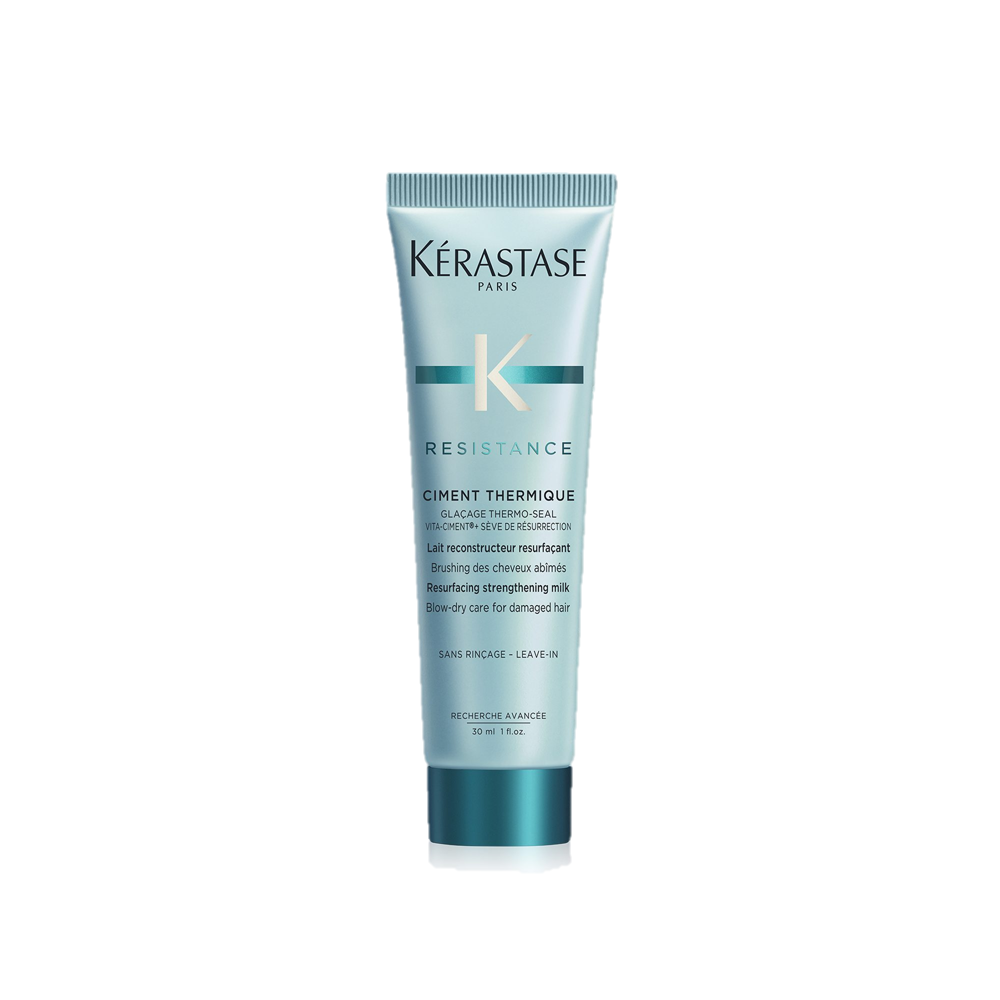 KÉRASTASE
PARIS
K
RESISTANCE
CIMENT THERMIQUE
GLAÇAGE THERMO-SEAL
VITA-CIMENT®+ SÈVE DE RÉSURRECTION
Lait reconstructeur resurfaçant
Brushing des cheveux abîmés
Resurfacing strengthening milk
Blow-dry care for damaged hair
SANS RINÇAGE – LEAVE-IN
RECHERCHE AVANCÉE
30 ml 1 fl.oz.